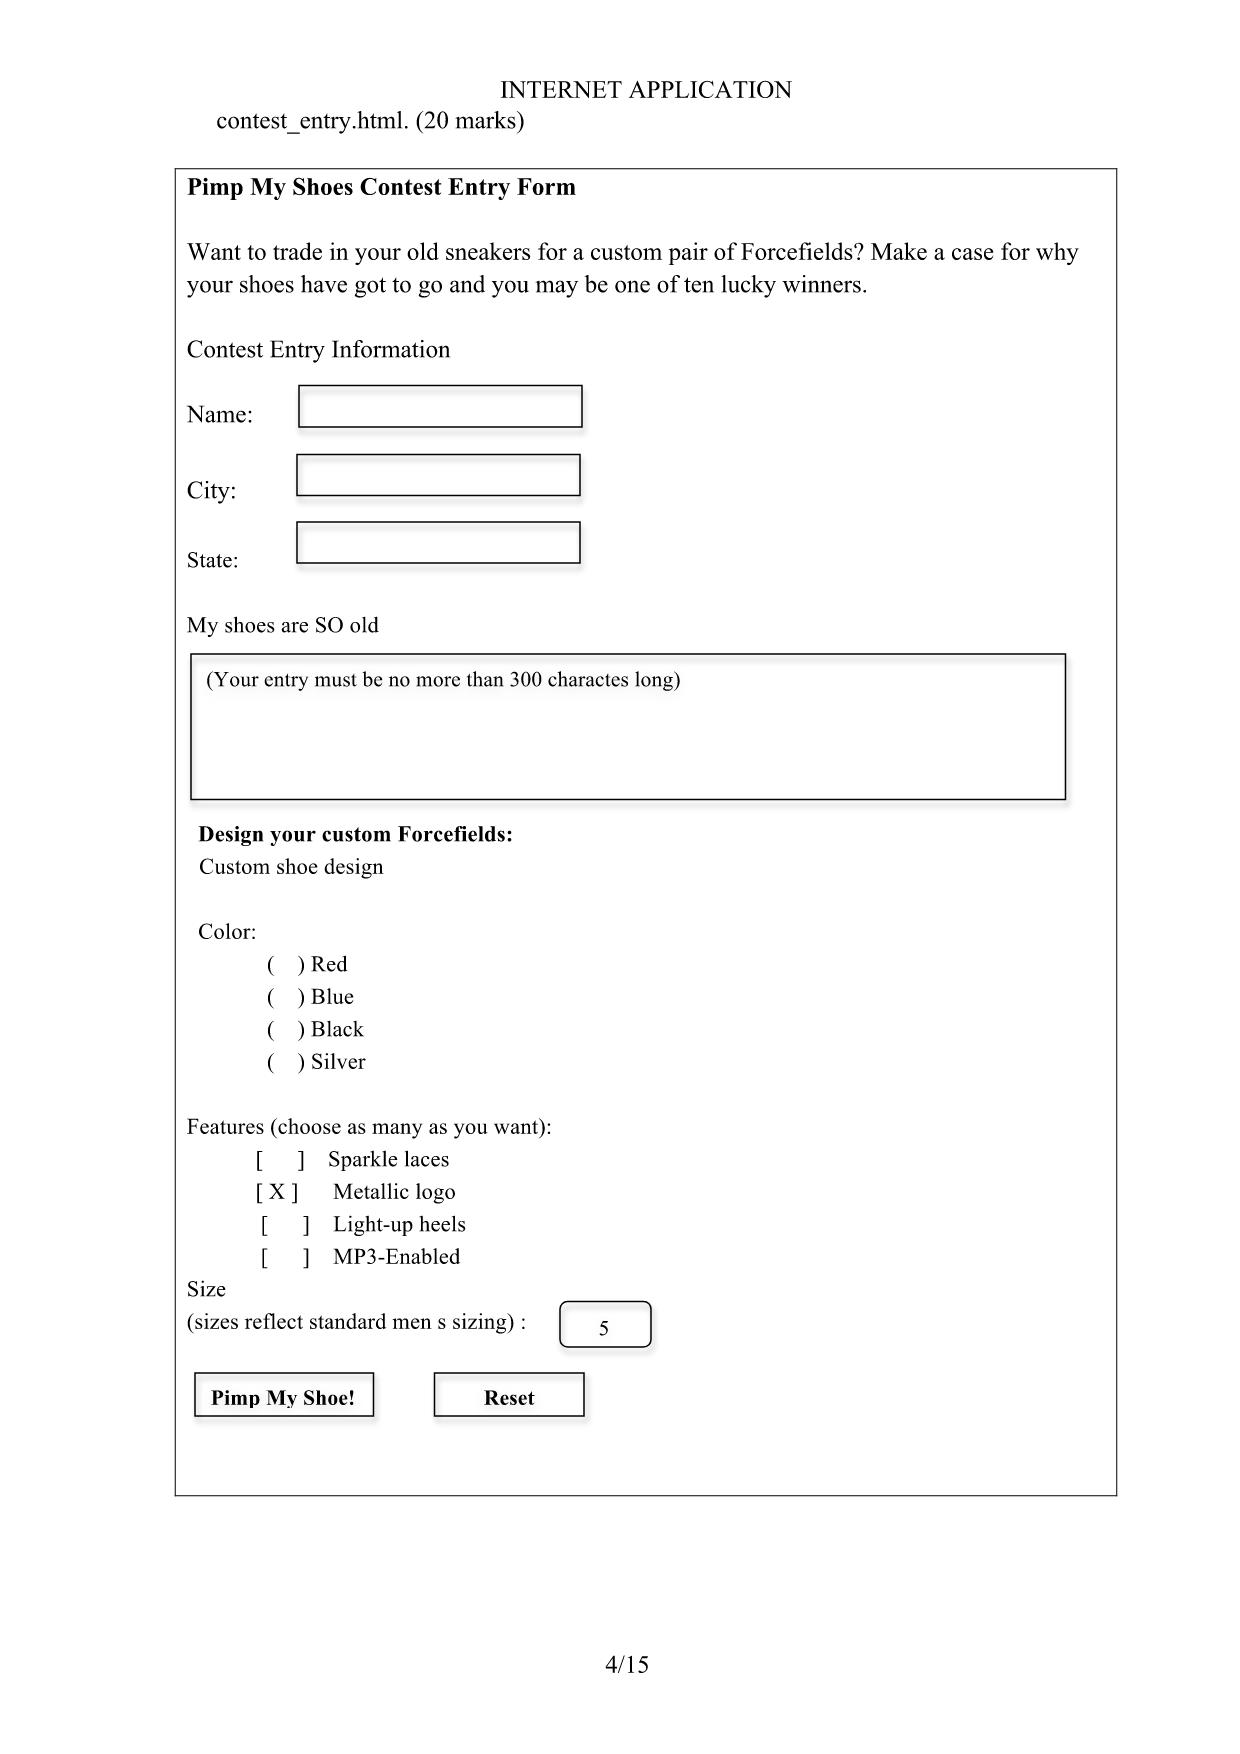 INTERNET APPLICATION
contest_entry.html. (20 marks)
Pimp My Shoes Contest Entry Form
Want to trade in your old sneakers for a custom pair of Forcefields? Make a case for why
your shoes have got to go and you may be one of ten lucky winners.
Contest Entry Information
Name:
City:
State:
My shoes are SO old
(Your entry must be no more than 300 charactes long)
Design your custom Forcefields:
Custom shoe design
Color:
(   ) Red
(   ) Blue
(   ) Black
(   ) Silver
Features (choose as many as you want):
[   ] Sparkle laces
[ X ] Metallic logo
[   ] Light-up heels
[   ] MP3-Enabled
Size
(sizes reflect standard men s sizing) : 5
Pimp My Shoe! Reset
4/15